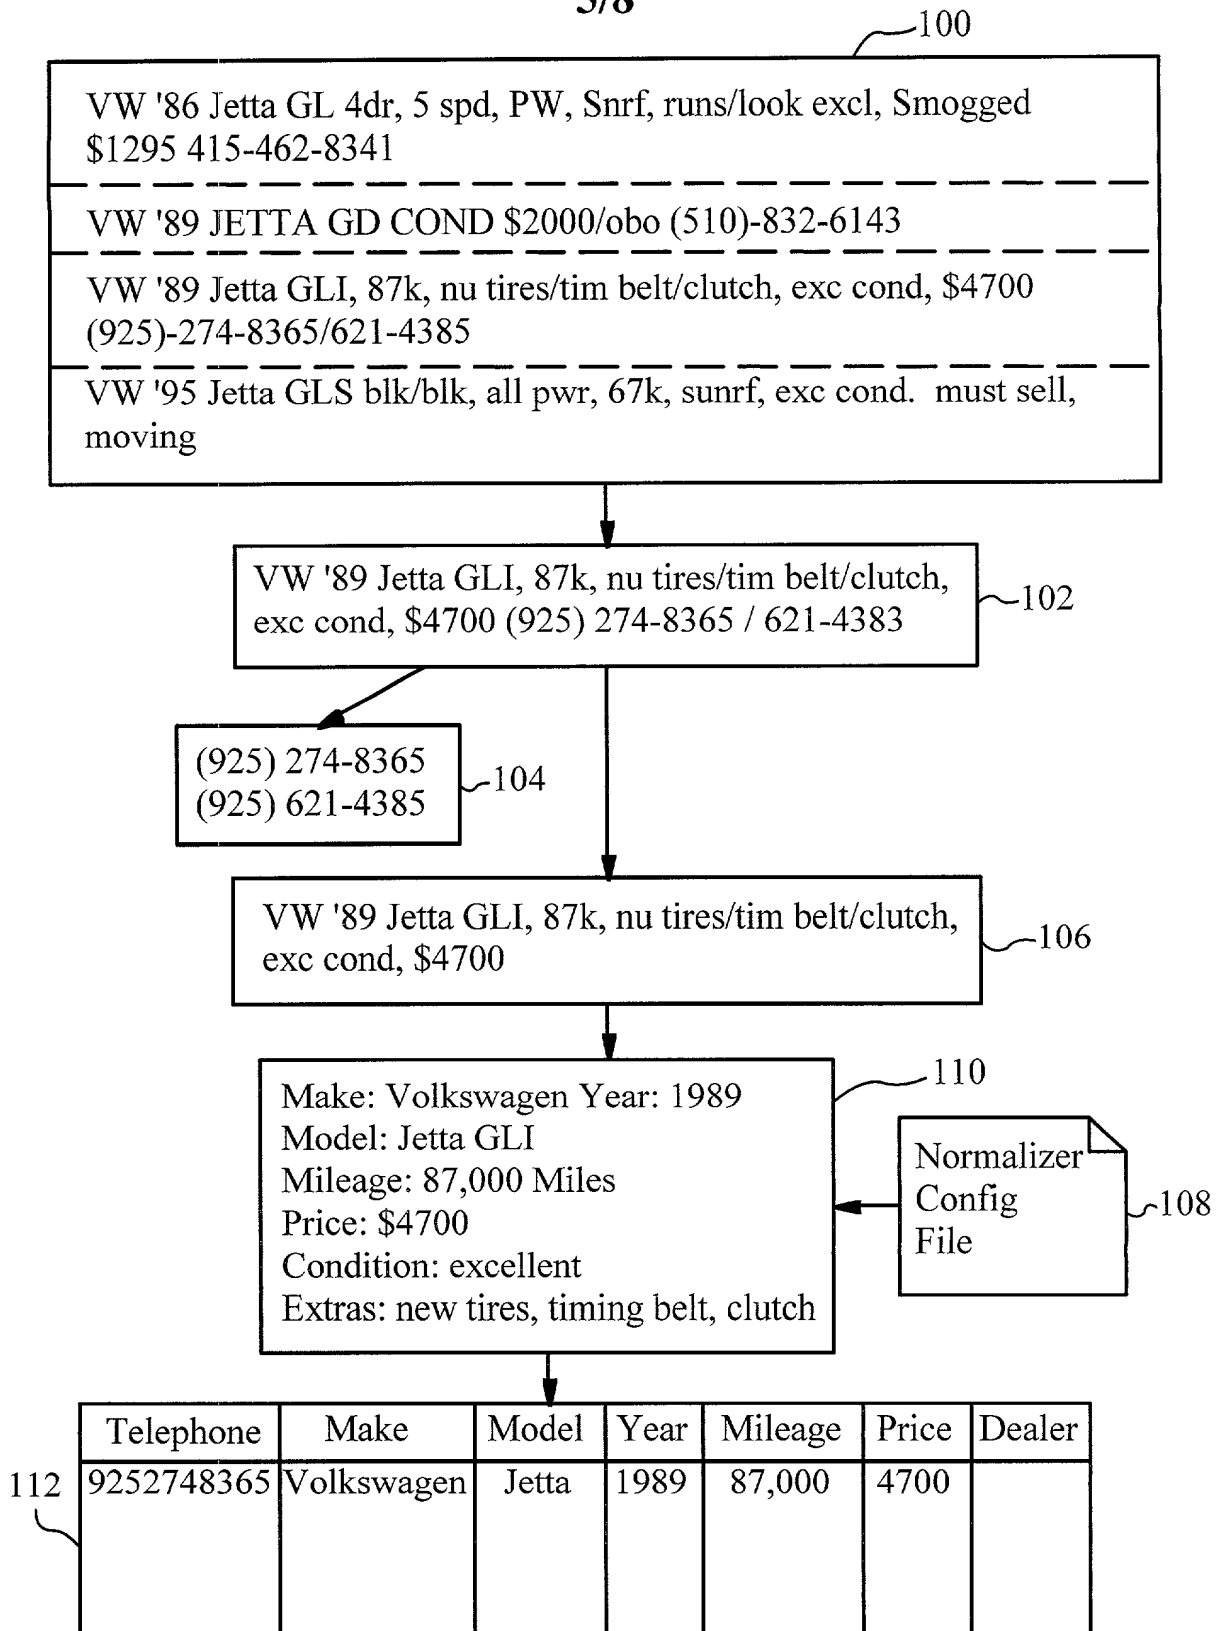 100
VW '86 Jetta GL 4dr, 5 spd, PW, Snrf, runs/look excl, Smogged
$1295 415-462-8341
VW '89 JETTA GD COND $2000/obo (510)-832-6143
VW '89 Jetta GLI, 87k, nu tires/tim belt/clutch, exc cond, $4700
(925)-274-8365/621-4385
VW '95 Jetta GLS blk/blk, all pwr, 67k, sunrf, exc cond. must sell,
moving
VW '89 Jetta GLI, 87k, nu tires/tim belt/clutch,
exc cond, $4700 (925) 274-8365 / 621-4383
102
(925) 274-8365
(925) 621-4385
104
VW '89 Jetta GLI, 87k, nu tires/tim belt/clutch,
exc cond, $4700
106
110
Make: Volkswagen Year: 1989
Model: Jetta GLI
Mileage: 87,000 Miles
Price: $4700
Condition: excellent
Extras: new tires, timing belt, clutch
Normalizer
Config
File
108
Telephone Make Model Year Mileage Price Dealer
112 9252748365 Volkswagen Jetta 1989 87,000 4700